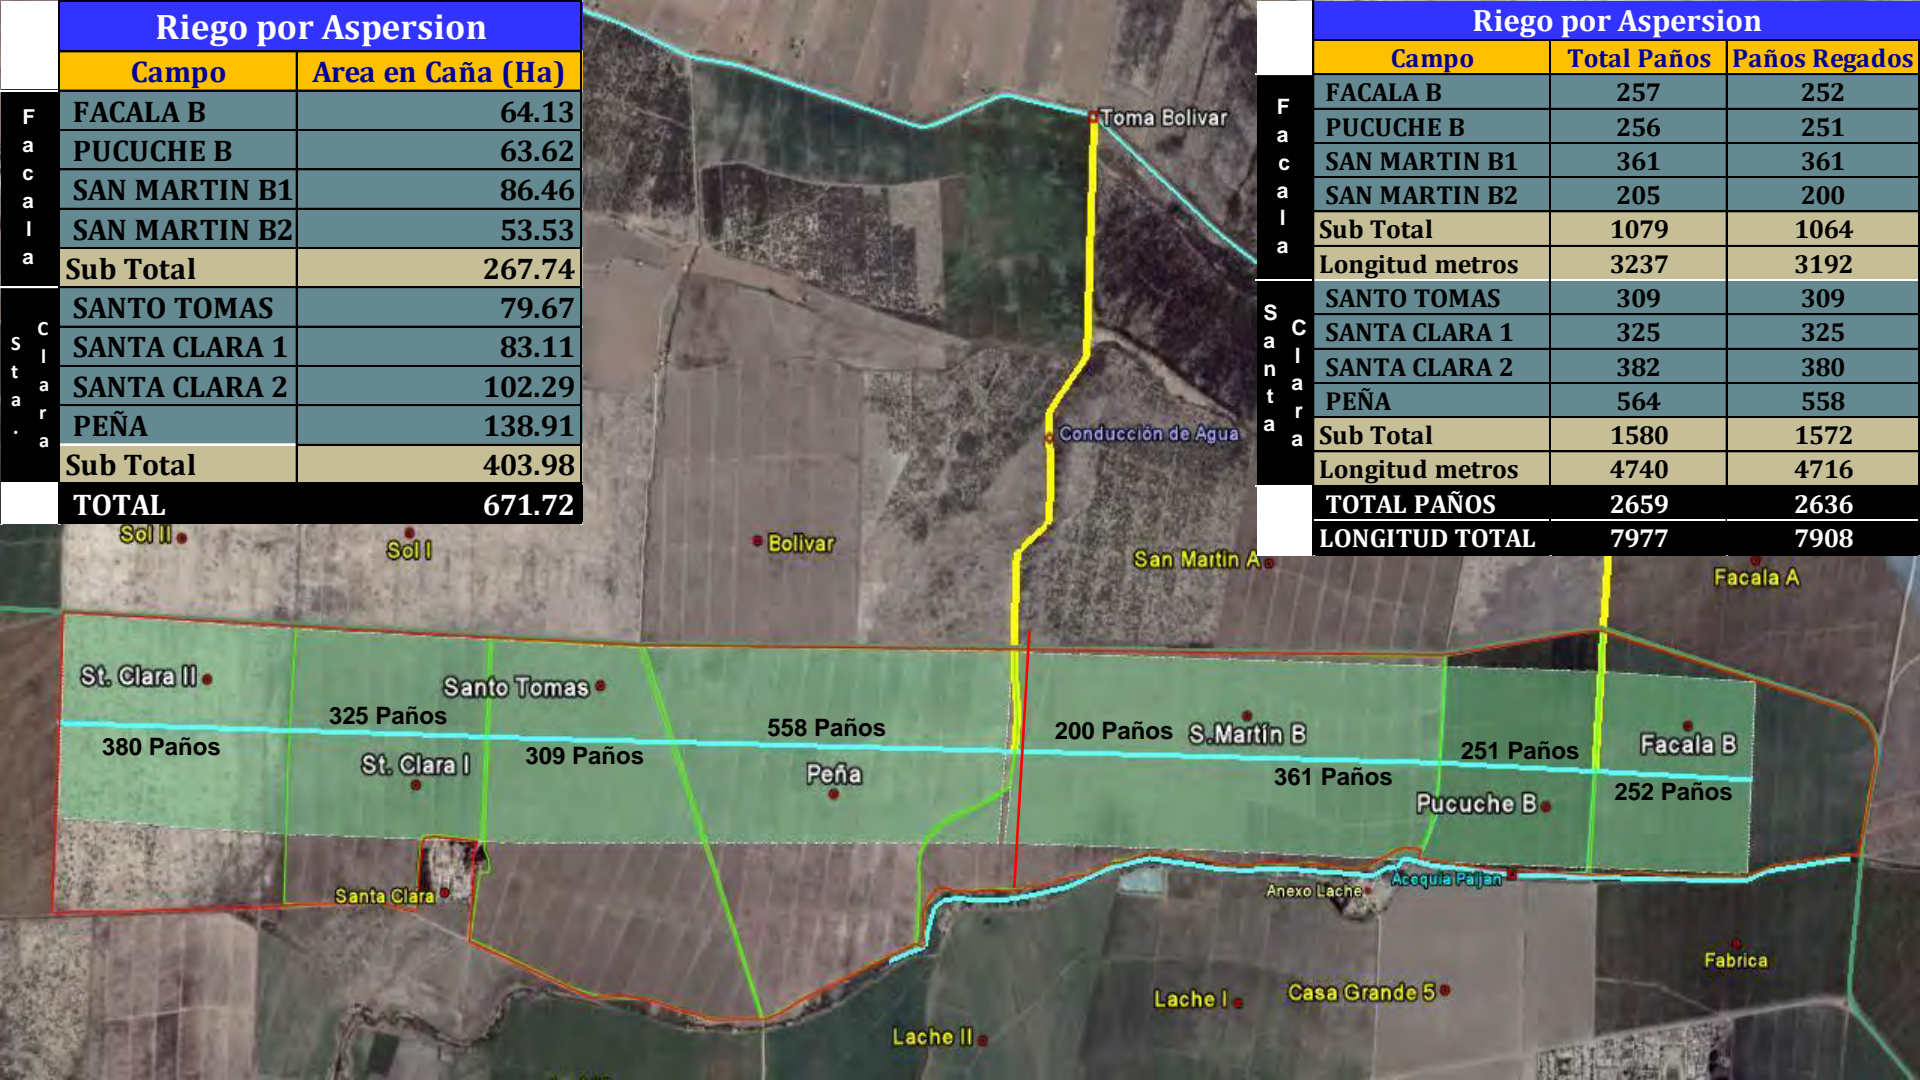 Riego por Aspersion
Campo Area en Caña (Ha)
Facala
FACALA B 64.13
PUCUCHE B 63.62
SAN MARTIN B1 86.46
SAN MARTIN B2 53.53
Sub Total 267.74
Sta. Clara
SANTO TOMAS 79.67
SANTA CLARA 1 83.11
SANTA CLARA 2 102.29
PEÑA 138.91
Sub Total 403.98
TOTAL 671.72
Riego por Aspersion
Campo Total Paños Paños Regados
Facala
FACALA B 257 252
PUCUCHE B 256 251
SAN MARTIN B1 361 361
SAN MARTIN B2 205 200
Sub Total 1079 1064
Longitud metros 3237 3192
Santa Clara
SANTO TOMAS 309 309
SANTA CLARA 1 325 325
SANTA CLARA 2 382 380
PEÑA 564 558
Sub Total 1580 1572
Longitud metros 4740 4716
TOTAL PAÑOS 2659 2636
LONGITUD TOTAL 7977 7908
Toma Bolivar
Conducción de Agua
Sol II
Sol I
Bolivar
San Martin A
Facala A
St. Clara II
Santo Tomas
325 Paños
558 Paños
200 Paños
S.Martín B
380 Paños
309 Paños
251 Paños
Facala B
St. Clara I
Peña
361 Paños
252 Paños
Pucuche B
Santa Clara
Anexo Lache
Acequia Paijan
Fabrica
Lache I
Casa Grande 5
Lache II